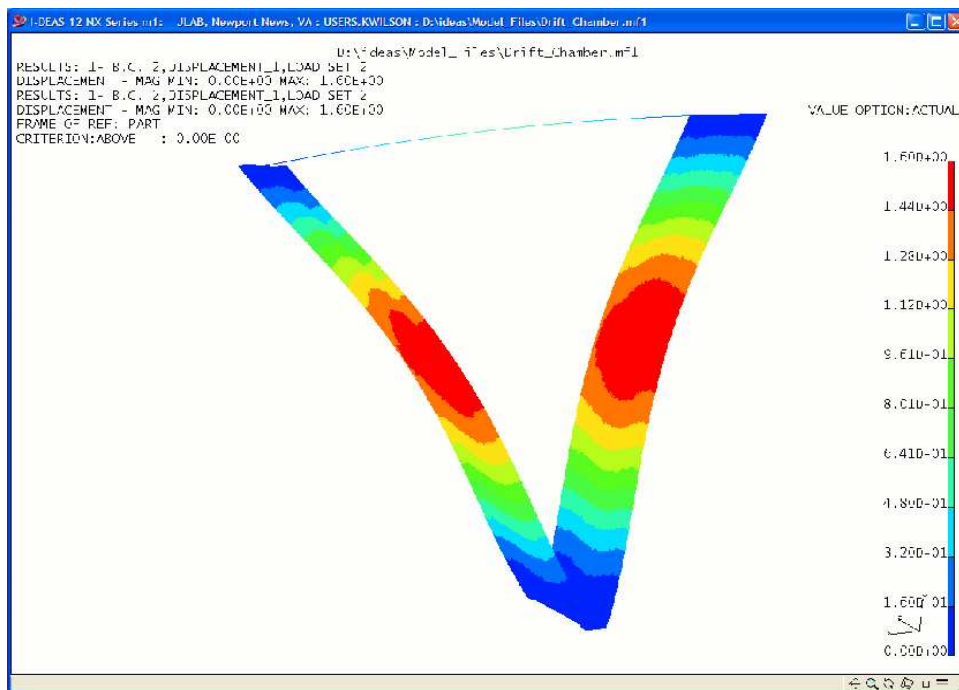 I-DEAS 12 NX Series m1: JLAB, Newport News, VA : USERS.KWILSON : D:\ideas\Model_Files\Drift_Chamber.mf1
D:\ideas\Model_Files\Drift_Chamber.mf1
RESULTS: 1- B.C. 2,DISPLACEMENT_1,LOAD SET 2
DISPLACEMENT - MAG MIN: 0.00E+00 MAX: 1.60E+00
RESULTS: 1- B.C. 2,DISPLACEMENT_1,LOAD SET 2
DISPLACEMENT - MAG MIN: 0.00E+00 MAX: 1.60E+00
FRAME OF REF: PART
CRITERION:ABOVE : 0.00E+00
VALUE OPTION:ACTUAL
1.60D+00
1.44D+00
1.28D+00
1.12D+00
9.61D-01
8.01D-01
6.41D-01
4.80D-01
3.20D-01
1.60D-01
0.00D+00